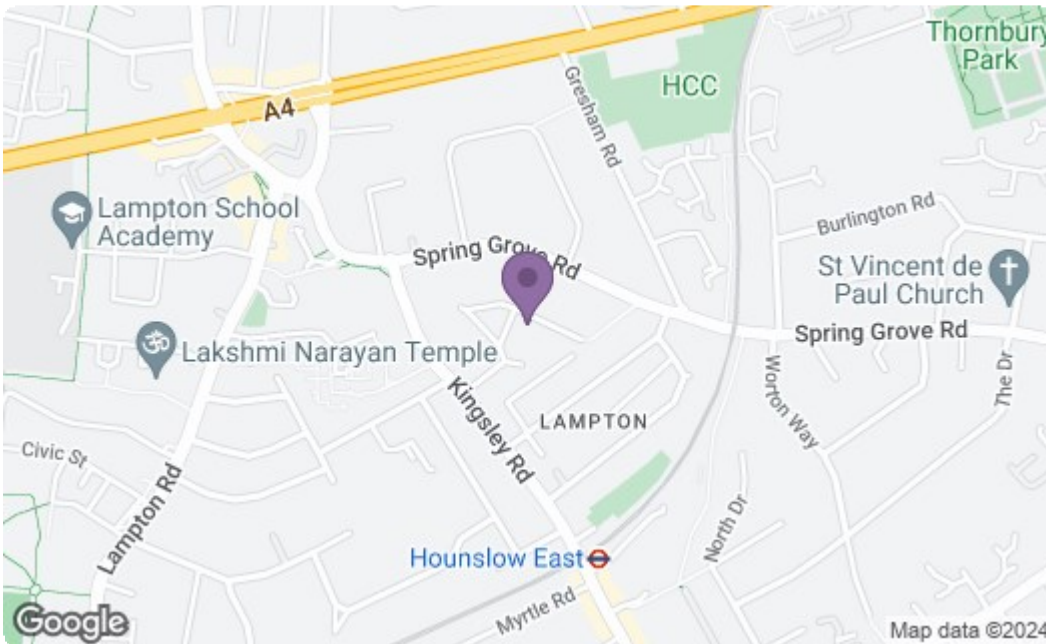 Thornbury
Park
HCC
A4
Gresham Rd
Lampton School
Academy
Burlington Rd
Spring Grove Rd
St Vincent de
Paul Church
Spring Grove Rd
Lakshmi Narayan Temple
Kingsley Rd
LAMPTON
Worton Way
The Dr
Civic St
Lampton Rd
North Dr
Hounslow East
Myrtle Rd
Google
Map data ©2024